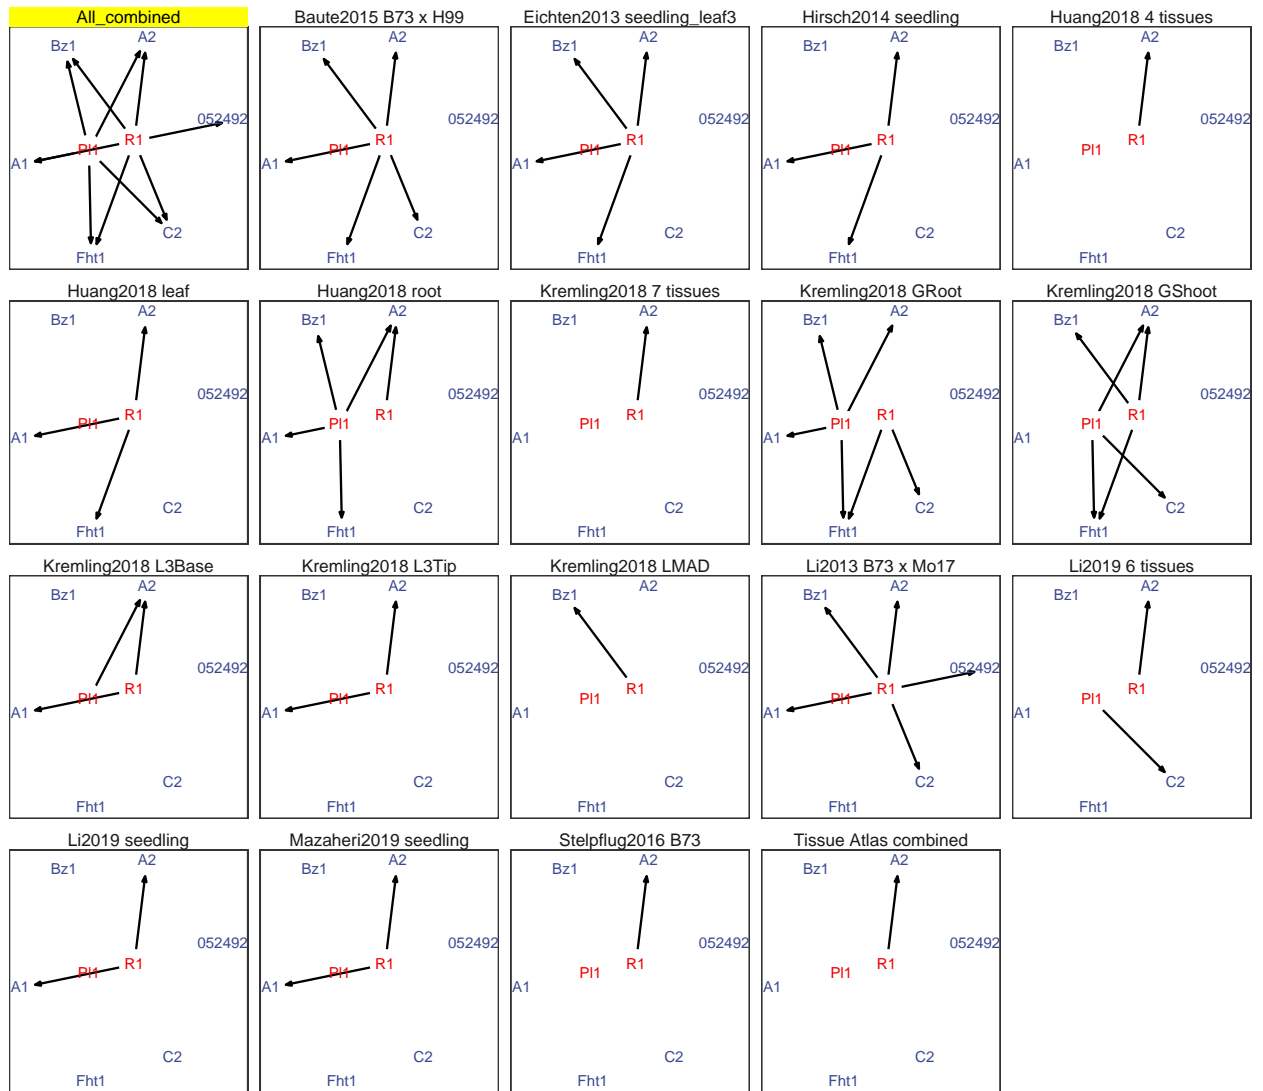 All_combined
Baute2015 B73 x H99
Eichten2013 seedling_leaf3
Hirsch2014 seedling
Huang2018 4 tissues
Bz1 A2 052492 R1 Pl1 A1 C2 Fht1
Bz1 A2 052492 R1 Pl1 A1 C2 Fht1
Bz1 A2 052492 R1 Pl1 A1 C2 Fht1
Bz1 A2 052492 R1 Pl1 A1 C2 Fht1
Bz1 A2 052492 R1 Pl1 A1 C2 Fht1
Huang2018 leaf
Huang2018 root
Kremling2018 7 tissues
Kremling2018 GRoot
Kremling2018 GShoot
Bz1 A2 052492 R1 Pl1 A1 C2 Fht1
Bz1 A2 052492 R1 Pl1 A1 C2 Fht1
Bz1 A2 052492 R1 Pl1 A1 C2 Fht1
Bz1 A2 052492 R1 Pl1 A1 C2 Fht1
Bz1 A2 052492 R1 Pl1 A1 C2 Fht1
Kremling2018 L3Base
Kremling2018 L3Tip
Kremling2018 LMAD
Li2013 B73 x Mo17
Li2019 6 tissues
Bz1 A2 052492 R1 Pl1 A1 C2 Fht1
Bz1 A2 052492 R1 Pl1 A1 C2 Fht1
Bz1 A2 052492 R1 Pl1 A1 C2 Fht1
Bz1 A2 052492 R1 Pl1 A1 C2 Fht1
Bz1 A2 052492 R1 Pl1 A1 C2 Fht1
Li2019 seedling
Mazaheri2019 seedling
Stelpflug2016 B73
Tissue Atlas combined
Bz1 A2 052492 R1 Pl1 A1 C2 Fht1
Bz1 A2 052492 R1 Pl1 A1 C2 Fht1
Bz1 A2 052492 R1 Pl1 A1 C2 Fht1
Bz1 A2 052492 R1 Pl1 A1 C2 Fht1